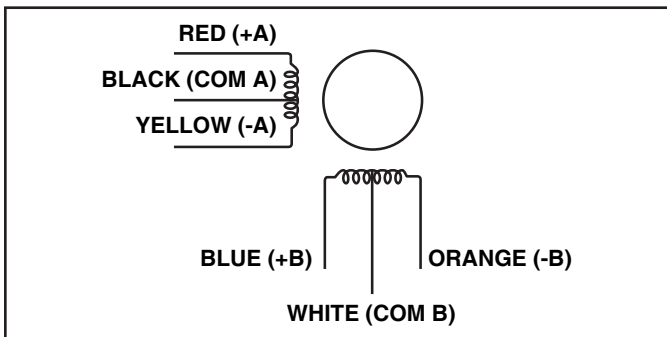 RED (+A)
BLACK (COM A)
YELLOW (-A)
BLUE (+B)
ORANGE (-B)
WHITE (COM B)